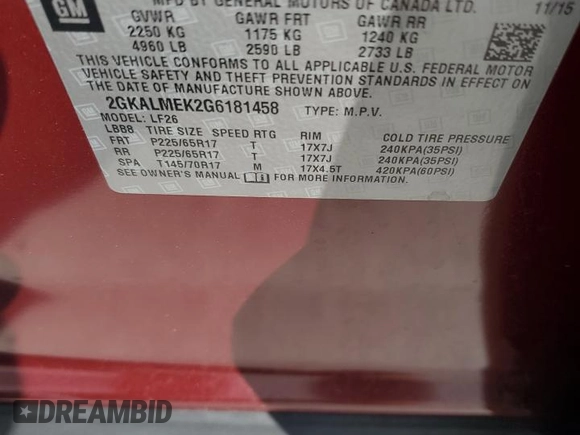 GM
MFD BY GENERAL MOTORS OF CANADA LTD. 11/15
GVWR GAWR FRT GAWR RR
2250 KG 1175 KG 1240 KG
4960 LB 2590 LB 2733 LB
THIS VEHICLE CONFORMS TO ALL APPLICABLE U.S. FEDERAL MOTOR
VEHICLE SAFETY AND THEFT PREVENTION STANDARDS IN EFFECT ON
THE DATE OF MANUFACTURE SHOWN ABOVE.
2GKALMEK2G6181458 TYPE: M.P.V.
MODEL: LF26
LBBB TIRE SIZE SPEED RTG RIM COLD TIRE PRESSURE
FRT P225/65R17 T 17X7J 240KPA(35PSI)
RR P225/65R17 T 17X7J 240KPA(35PSI)
SPA T145/70R17 M 17X4.5T 420KPA(60PSI)
SEE OWNER'S MANUAL FOR MORE INFORMATION.
DREAMBID